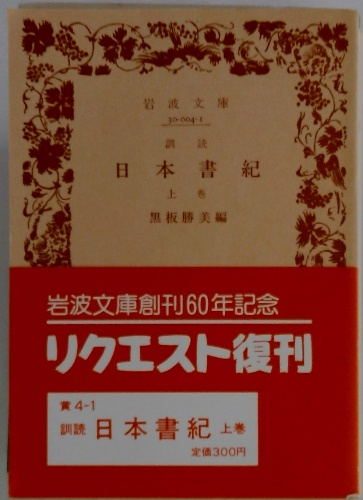 岩波文庫
30-004-1
訓読
日本書紀
上巻
黒板勝美編
岩波文庫創刊60年記念
リクエスト復刊
黄4-1
訓読 日本書紀 上巻
定価300円